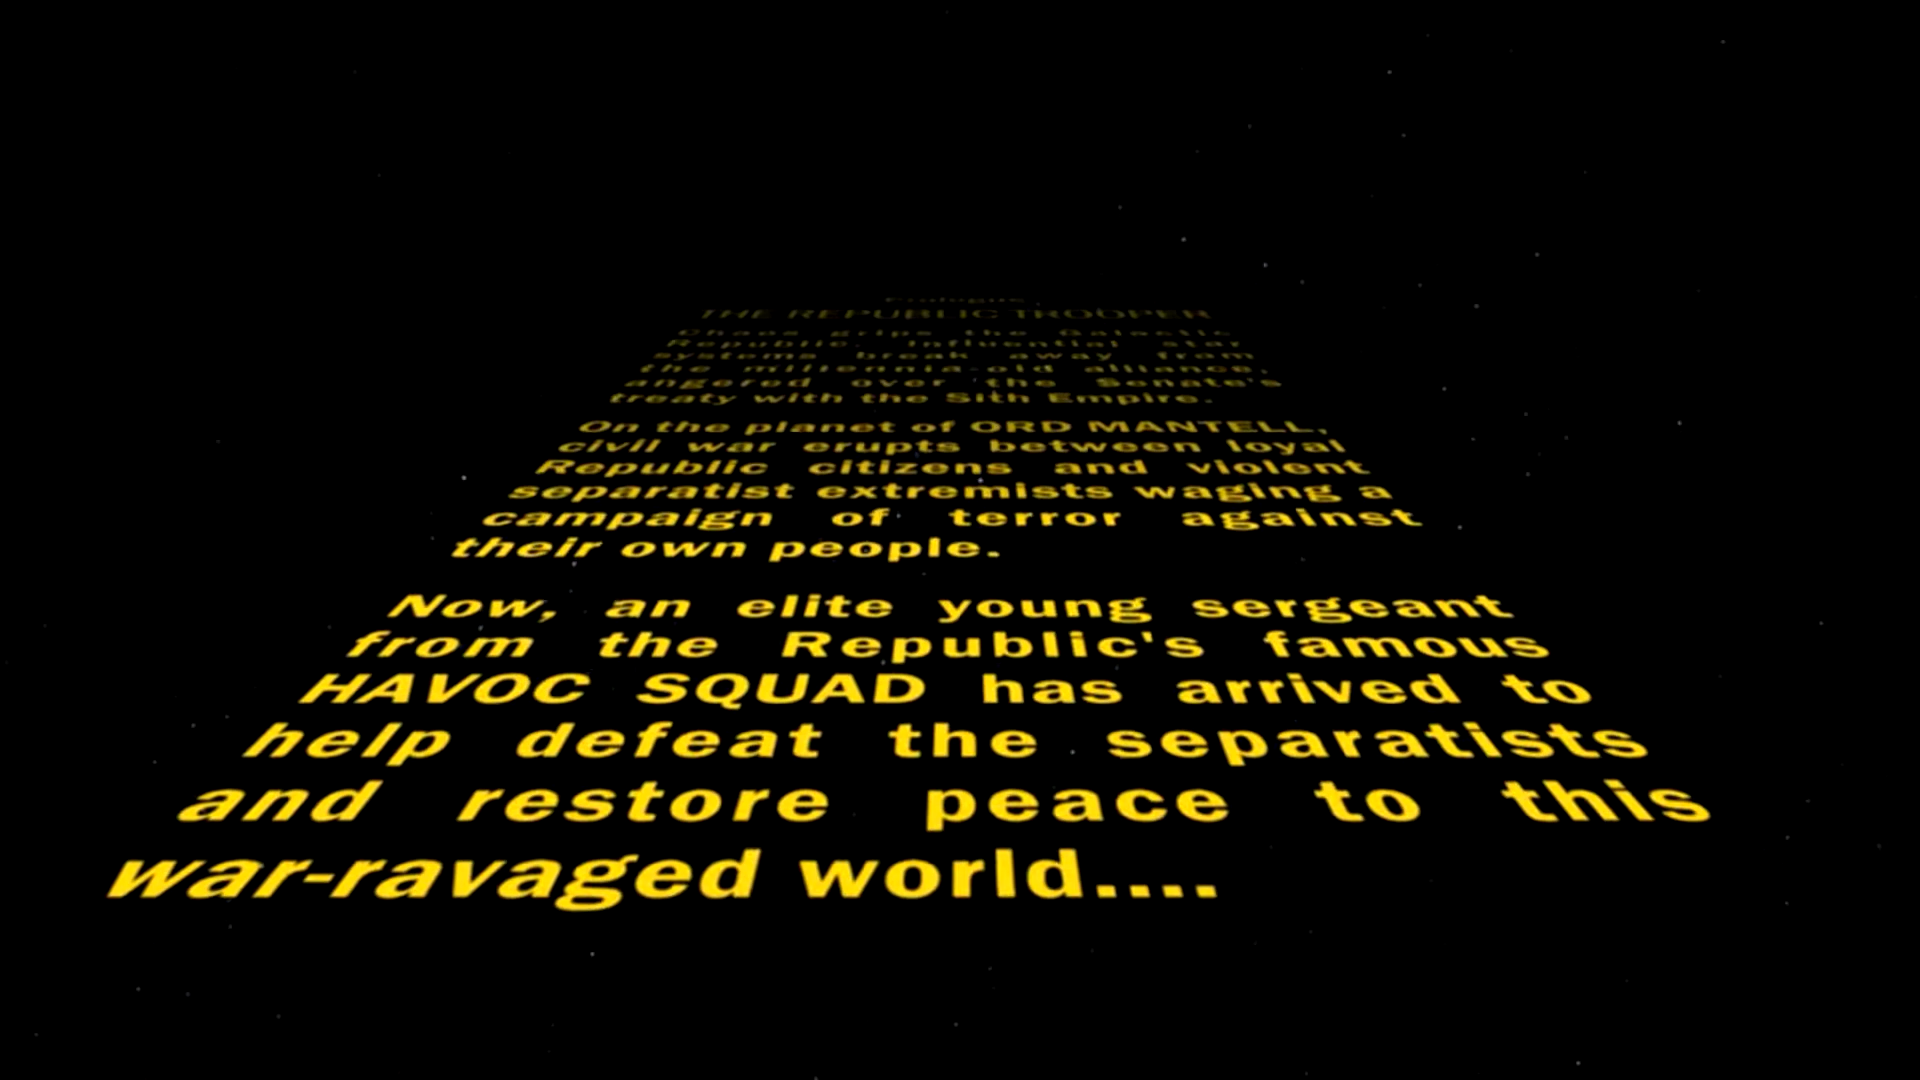 Prologue
THE REPUBLIC TROOPER
Chaos grips the Galactic
Republic. Influential star
systems break away from
the millennia-old alliance,
angered over the Senate's
treaty with the Sith Empire.
On the planet of ORD MANTELL,
civil war erupts between loyal
Republic citizens and violent
separatist extremists waging a
campaign of terror against
their own people.
Now, an elite young sergeant
from the Republic's famous
HAVOC SQUAD has arrived to
help defeat the separatists
and restore peace to this
war-ravaged world....